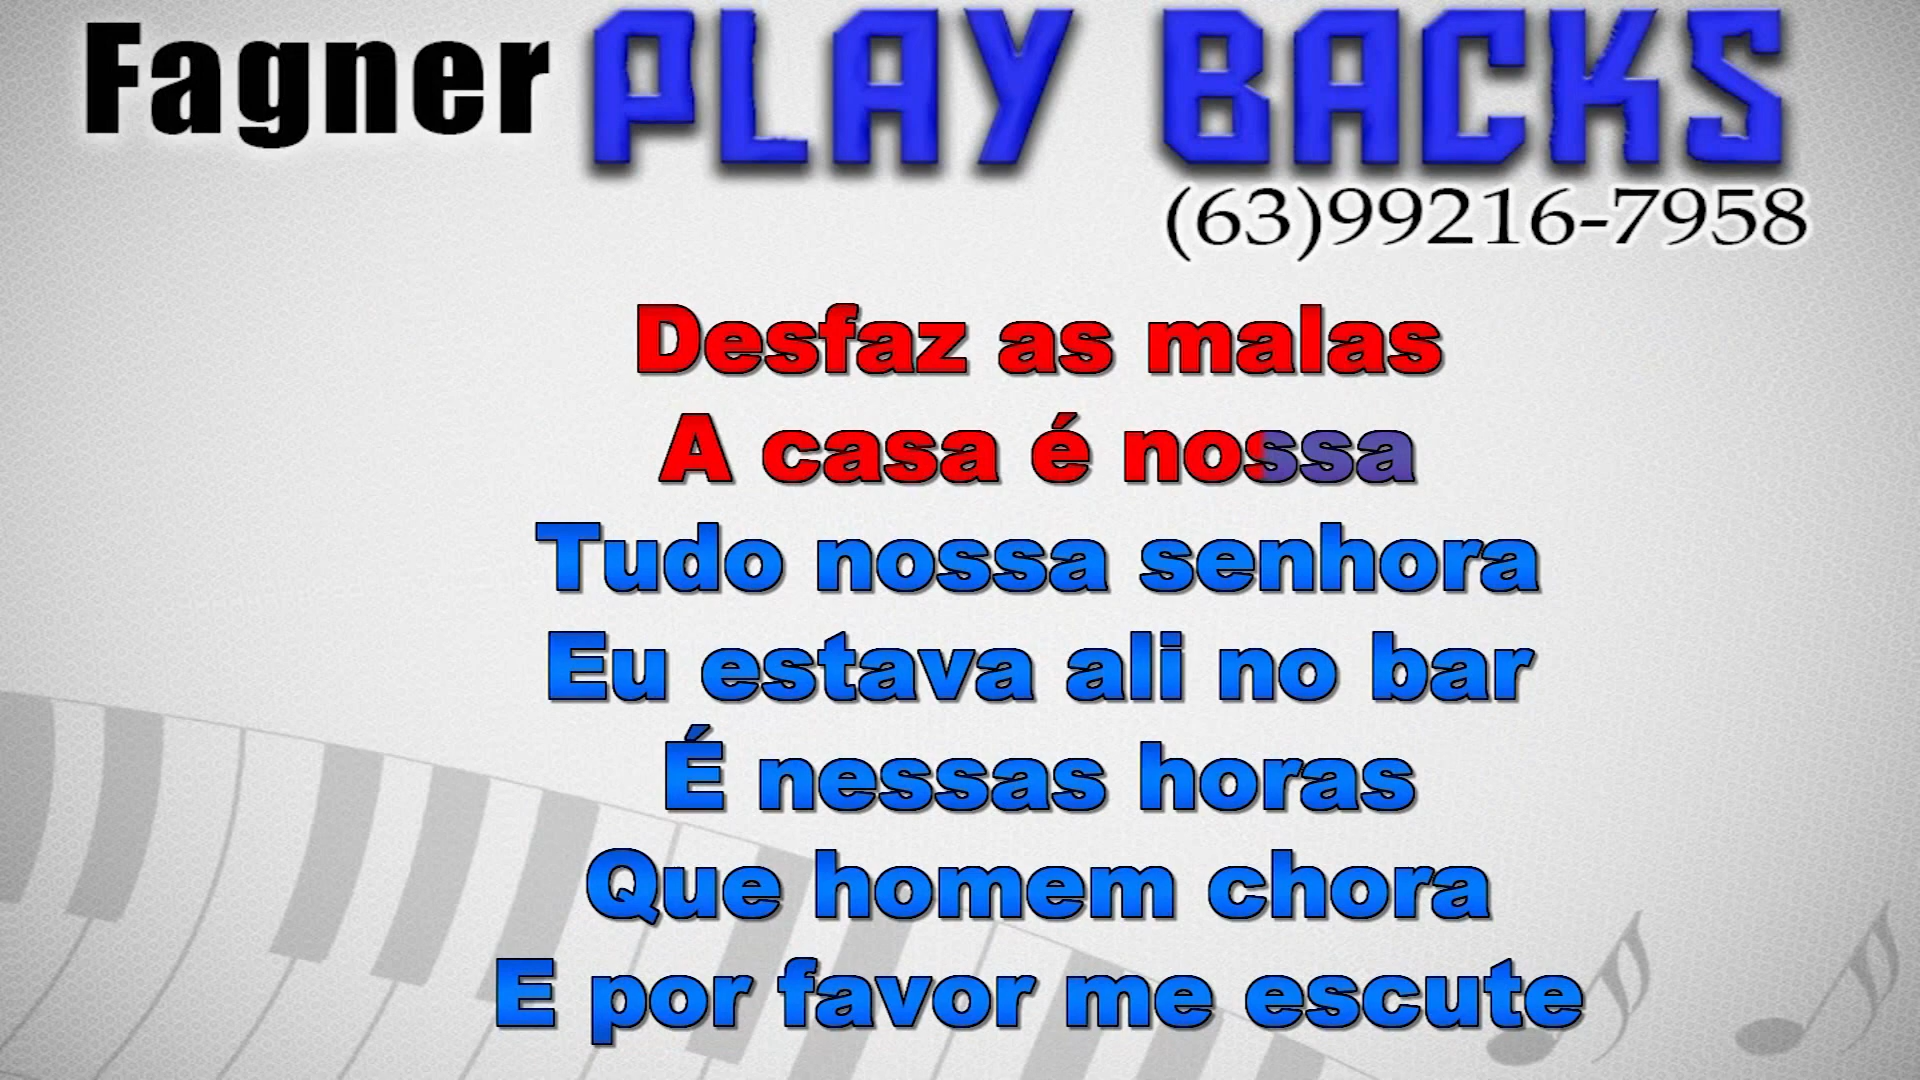 Fagner PLAY BACKS
(63)99216-7958
Desfaz as malas
A casa é nossa
Tudo nossa senhora
Eu estava ali no bar
É nessas horas
Que homem chora
E por favor me escute